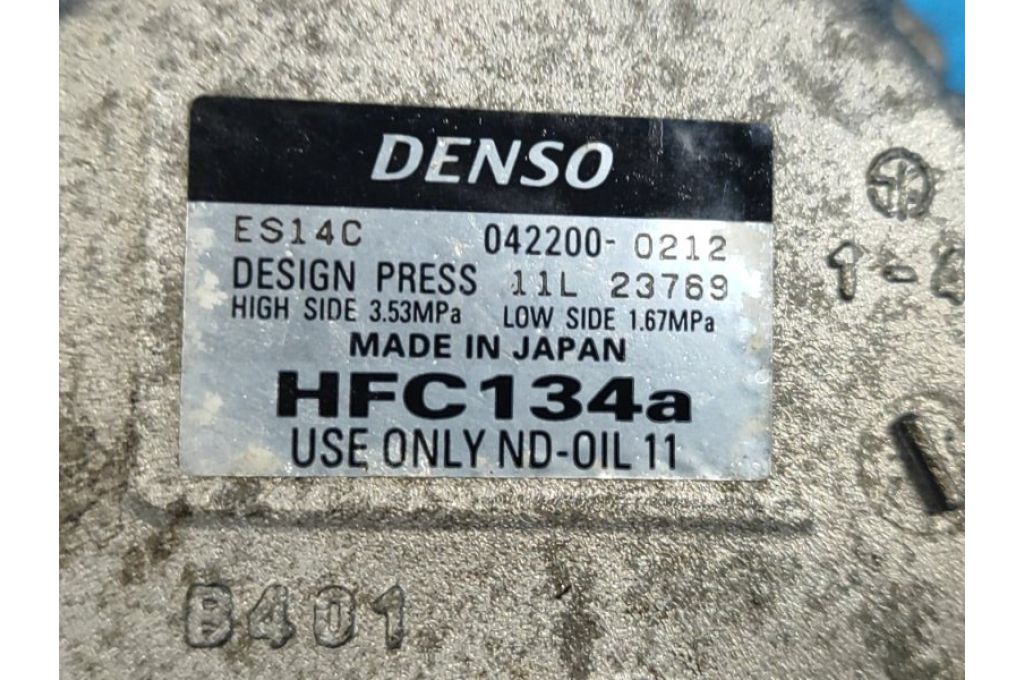 DENSO
ES14C 042200-0212
DESIGN PRESS 11L 23769
HIGH SIDE 3.53MPa LOW SIDE 1.67MPa
MADE IN JAPAN
HFC134a
USE ONLY ND-OIL 11
B401